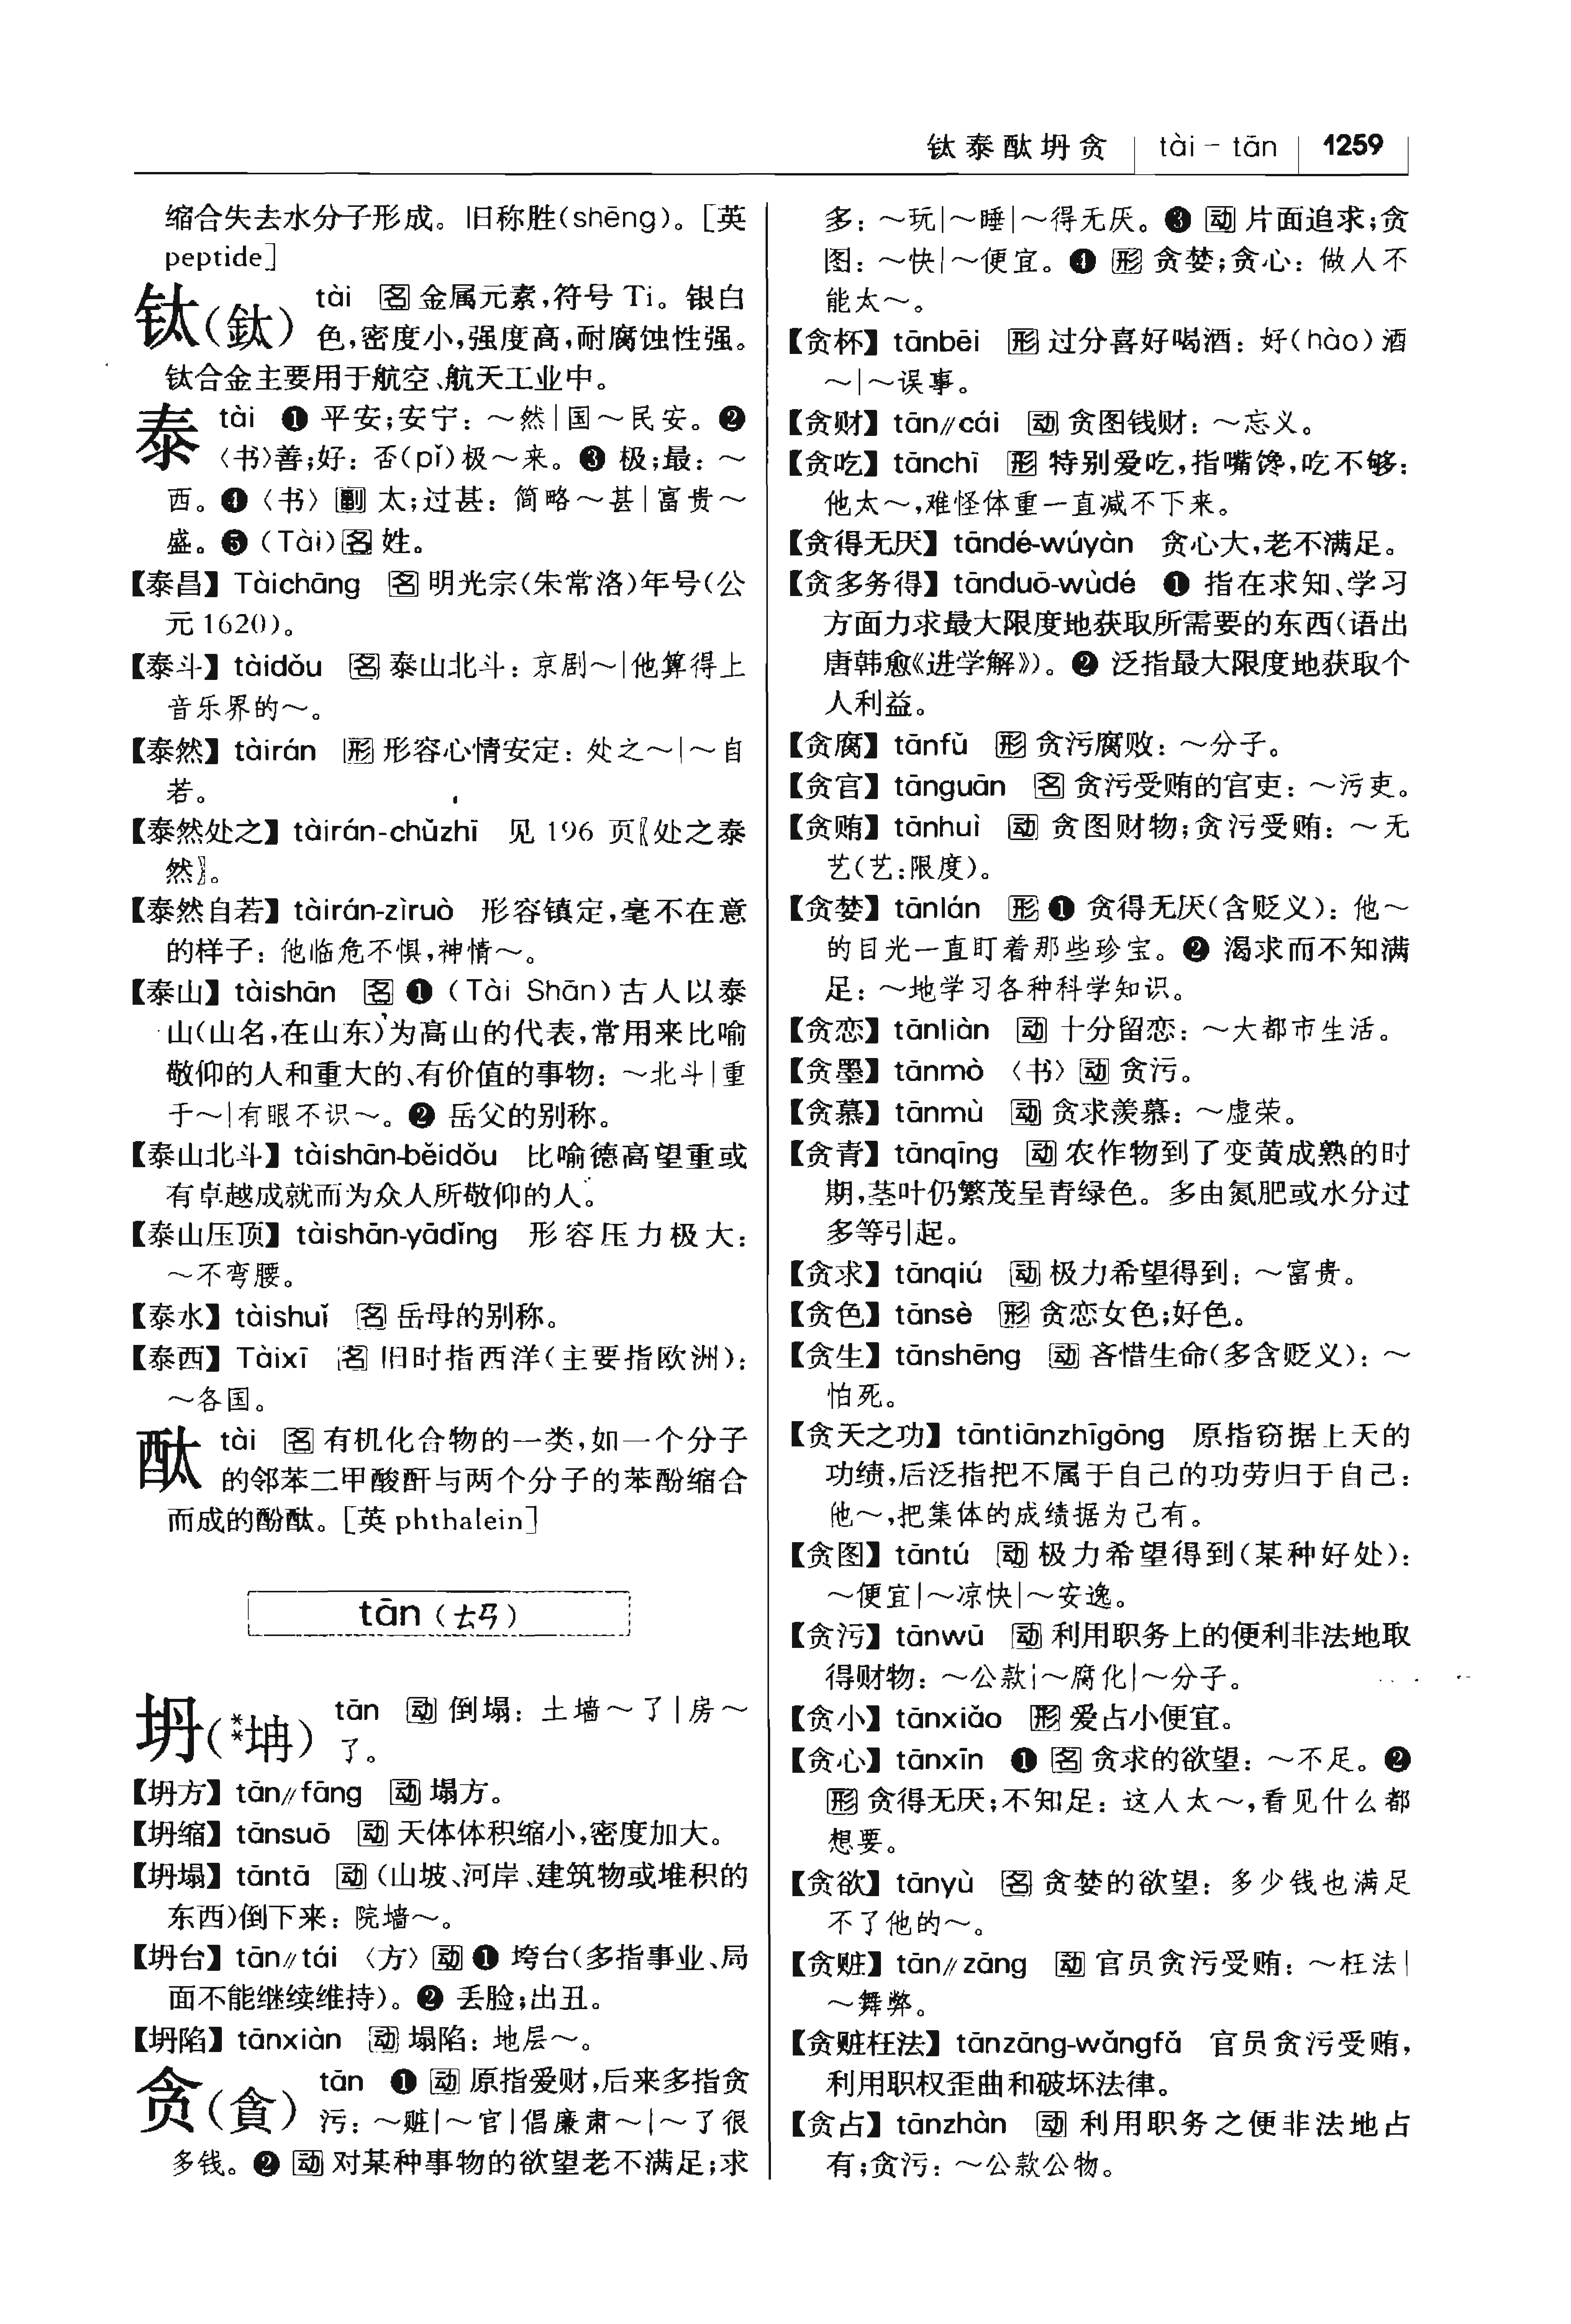 钛泰酞坍贪 tài－tān 1259
缩合失去水分子形成。旧称胜(shēng)。[英
peptide]
钛(鈦) tài 名 金属元素,符号 Ti。银白
色,密度小,强度高,耐腐蚀性强。
钛合金主要用于航空、航天工业中。
泰 tài ❶ 平安;安宁：～然|国～民安。❷
〈书〉善;好：否(pǐ)极～来。❸ 极;最：～
西。❹〈书〉副 太;过甚：简略～甚|富贵～
盛。❺ (Tài)名 姓。
【泰昌】Tàichāng 名 明光宗(朱常洛)年号(公
元 1620)。
【泰斗】tàidǒu 名 泰山北斗：京剧～|他算得上
音乐界的～。
【泰然】tàirán 形 形容心情安定：处之～|～自
若。
【泰然处之】tàirán-chǔzhī 见 196 页〖处之泰
然〗。
【泰然自若】tàirán-zìruò 形容镇定,毫不在意
的样子：他临危不惧,神情～。
【泰山】tàishān 名 ❶ (Tài Shān)古人以泰
山(山名,在山东)为高山的代表,常用来比喻
敬仰的人和重大的、有价值的事物：～北斗|重
于～|有眼不识～。❷ 岳父的别称。
【泰山北斗】tàishān-běidǒu 比喻德高望重或
有卓越成就而为众人所敬仰的人。
【泰山压顶】tàishān-yādǐng 形容压力极大：
～不弯腰。
【泰水】tàishuǐ 名 岳母的别称。
【泰西】Tàixī 名 旧时指西洋(主要指欧洲)：
～各国。
酞 tài 名 有机化合物的一类,如一个分子
的邻苯二甲酸酐与两个分子的苯酚缩合
而成的酚酞。[英 phthalein]
tān (ㄊㄢ)
坍(**坍) tān 动 倒塌：土墙～了|房～
了。
【坍方】tān//fāng 动 塌方。
【坍缩】tānsuō 动 天体体积缩小,密度加大。
【坍塌】tāntā 动 (山坡、河岸、建筑物或堆积的
东西)倒下来：院墙～。
【坍台】tān//tái 〈方〉动 ❶ 垮台(多指事业、局
面不能继续维持)。❷ 丢脸;出丑。
【坍陷】tānxiàn 动 塌陷：地层～。
贪(貪) tān ❶ 动 原指爱财,后来多指贪
污：～赃|～官|倡廉肃～|～了很
多钱。❷ 动 对某种事物的欲望老不满足;求
多：～玩|～睡|～得无厌。❸ 动 片面追求;贪
图：～快|～便宜。❹ 形 贪婪;贪心：做人不
能太～。
【贪杯】tānbēi 形 过分喜好喝酒：好(hào)酒
～|～误事。
【贪财】tān//cái 动 贪图钱财：～忘义。
【贪吃】tānchī 形 特别爱吃,指嘴馋,吃不够：
他太～,难怪体重一直减不下来。
【贪得无厌】tāndé-wúyàn 贪心大,老不满足。
【贪多务得】tānduō-wùdé ❶ 指在求知、学习
方面力求最大限度地获取所需要的东西(语出
唐韩愈《进学解》)。❷ 泛指最大限度地获取个
人利益。
【贪腐】tānfǔ 形 贪污腐败：～分子。
【贪官】tānguān 名 贪污受贿的官吏：～污吏。
【贪贿】tānhuì 动 贪图财物;贪污受贿：～无
艺(艺:限度)。
【贪婪】tānlán 形 ❶ 贪得无厌(含贬义)：他～
的目光一直盯着那些珍宝。❷ 渴求而不知满
足：～地学习各种科学知识。
【贪恋】tānliàn 动 十分留恋：～大都市生活。
【贪墨】tānmò 〈书〉动 贪污。
【贪慕】tānmù 动 贪求羡慕：～虚荣。
【贪青】tānqīng 动 农作物到了变黄成熟的时
期,茎叶仍繁茂呈青绿色。多由氮肥或水分过
多等引起。
【贪求】tānqiú 动 极力希望得到：～富贵。
【贪色】tānsè 形 贪恋女色;好色。
【贪生】tānshēng 动 吝惜生命(多含贬义)：～
怕死。
【贪天之功】tāntiānzhīgōng 原指窃据上天的
功绩,后泛指把不属于自己的功劳归于自己：
他～,把集体的成绩据为己有。
【贪图】tāntú 动 极力希望得到(某种好处)：
～便宜|～凉快|～安逸。
【贪污】tānwū 动 利用职务上的便利非法地取
得财物：～公款|～腐化|～分子。
【贪小】tānxiǎo 形 爱占小便宜。
【贪心】tānxīn ❶ 名 贪求的欲望：～不足。❷
形 贪得无厌;不知足：这人太～,看见什么都
想要。
【贪欲】tānyù 名 贪婪的欲望：多少钱也满足
不了他的～。
【贪赃】tān//zāng 动 官员贪污受贿：～枉法|
～舞弊。
【贪赃枉法】tānzāng-wǎngfǎ 官员贪污受贿,
利用职权歪曲和破坏法律。
【贪占】tānzhàn 动 利用职务之便非法地占
有;贪污：～公款公物。